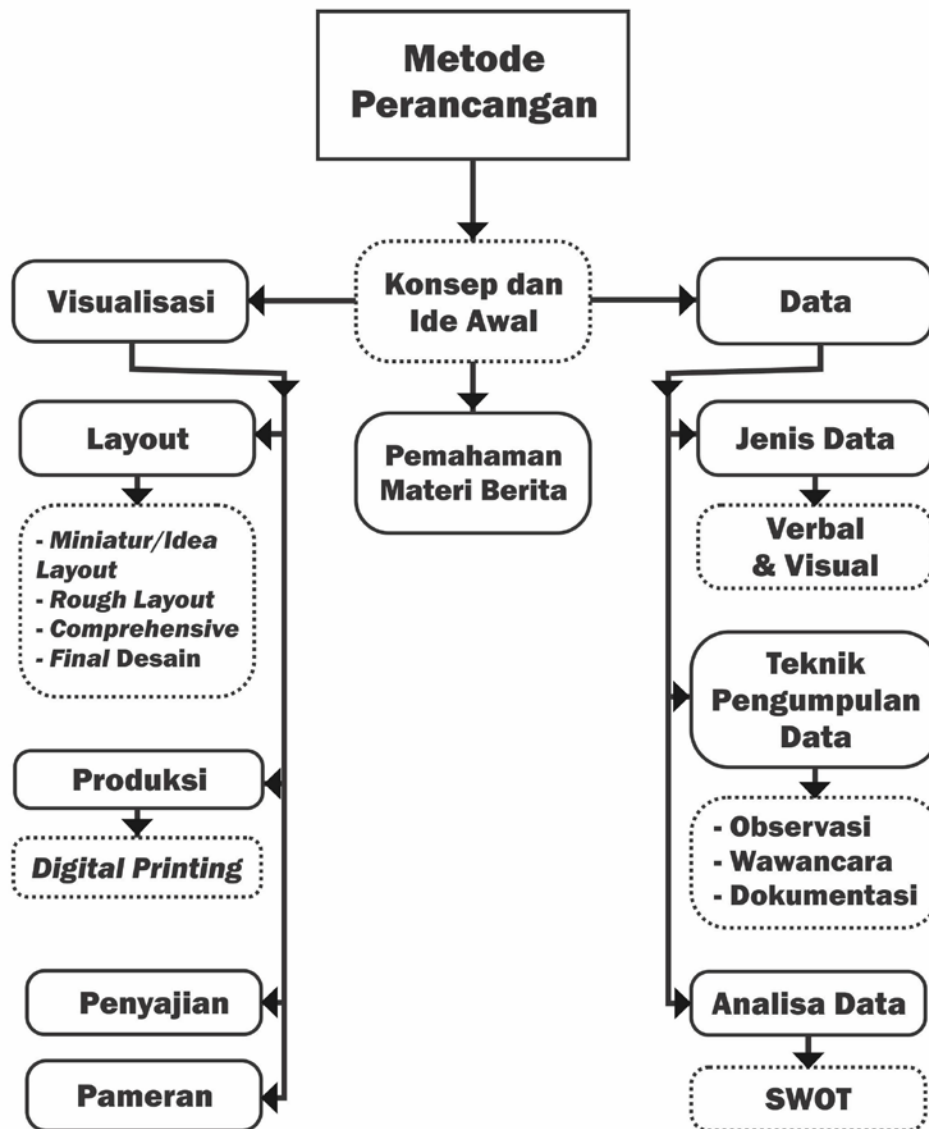 Metode
Perancangan
Visualisasi
Konsep dan
Ide Awal
Data
Layout
Pemahaman
Materi Berita
Jenis Data
- Miniatur/Idea
Layout
- Rough Layout
- Comprehensive
- Final Desain
Verbal
& Visual
Teknik
Pengumpulan
Data
Produksi
Digital Printing
- Observasi
- Wawancara
- Dokumentasi
Penyajian
Analisa Data
Pameran
SWOT